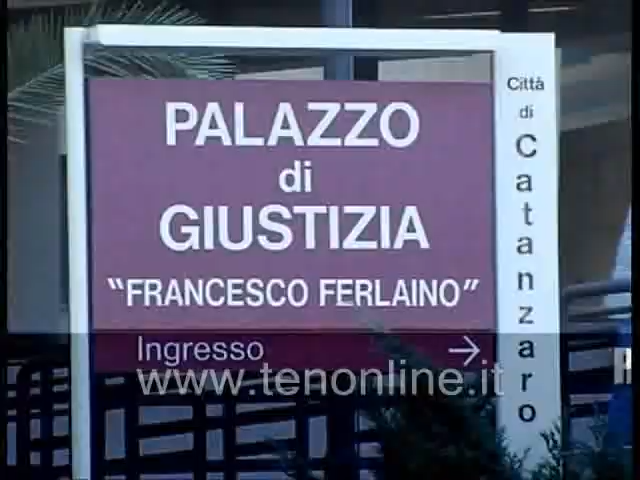 PALAZZO
di
GIUSTIZIA
"FRANCESCO FERLAINO"
Ingresso →
www.tenonline.it
Città
di
Catanzaro